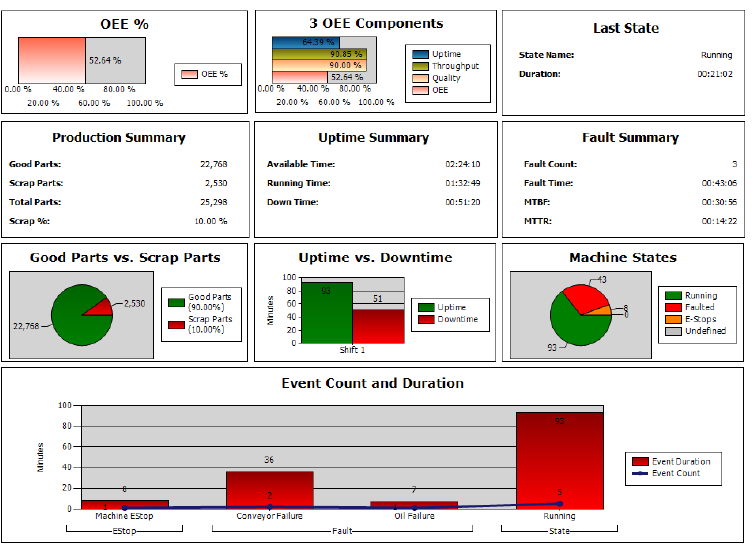 OEE %
52.64 %
OEE %
0.00 % 40.00 % 80.00 %
20.00 % 60.00 % 100.00 %
3 OEE Components
64.39 %
90.85 %
90.00 %
52.64 %
Uptime
Throughput
Quality
OEE
0.00 % 40.00 % 80.00 %
20.00 % 60.00 % 100.00 %
Last State
State Name: Running
Duration: 00:21:02
Production Summary
Good Parts: 22,768
Scrap Parts: 2,530
Total Parts: 25,298
Scrap %: 10.00 %
Uptime Summary
Available Time: 02:24:10
Running Time: 01:32:49
Down Time: 00:51:20
Fault Summary
Fault Count: 3
Fault Time: 00:43:06
MTBF: 00:30:56
MTTR: 00:14:22
Good Parts vs. Scrap Parts
2,530
22,768
Good Parts
(90.00%)
Scrap Parts
(10.00%)
Uptime vs. Downtime
Minutes
100
80
60
40
20
0
93
51
Shift 1
Uptime
Downtime
Machine States
43
8
0
93
Running
Faulted
E-Stops
Undefined
Event Count and Duration
Minutes
100
80
60
40
20
0
8
36
7
93
1
2
1
5
Machine EStop Conveyor Failure Oil Failure Running
EStop Fault State
Event Duration
Event Count